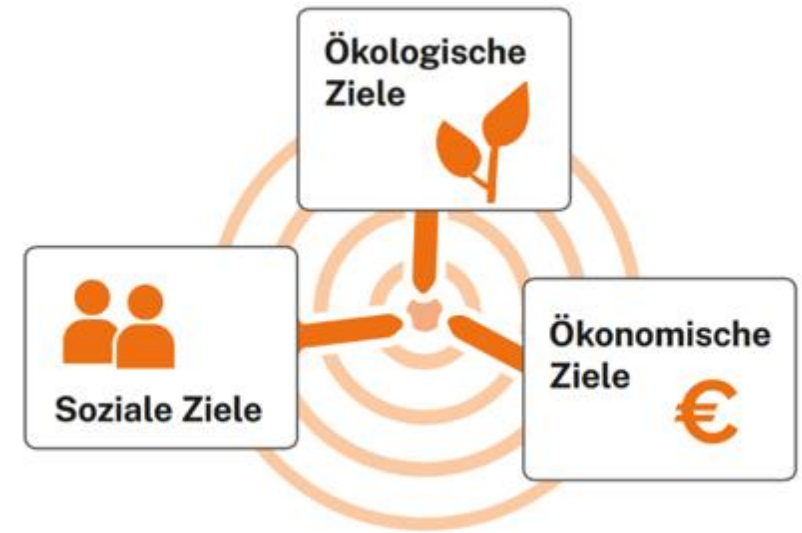 Ökologische
Ziele
Soziale Ziele
Ökonomische
Ziele
€